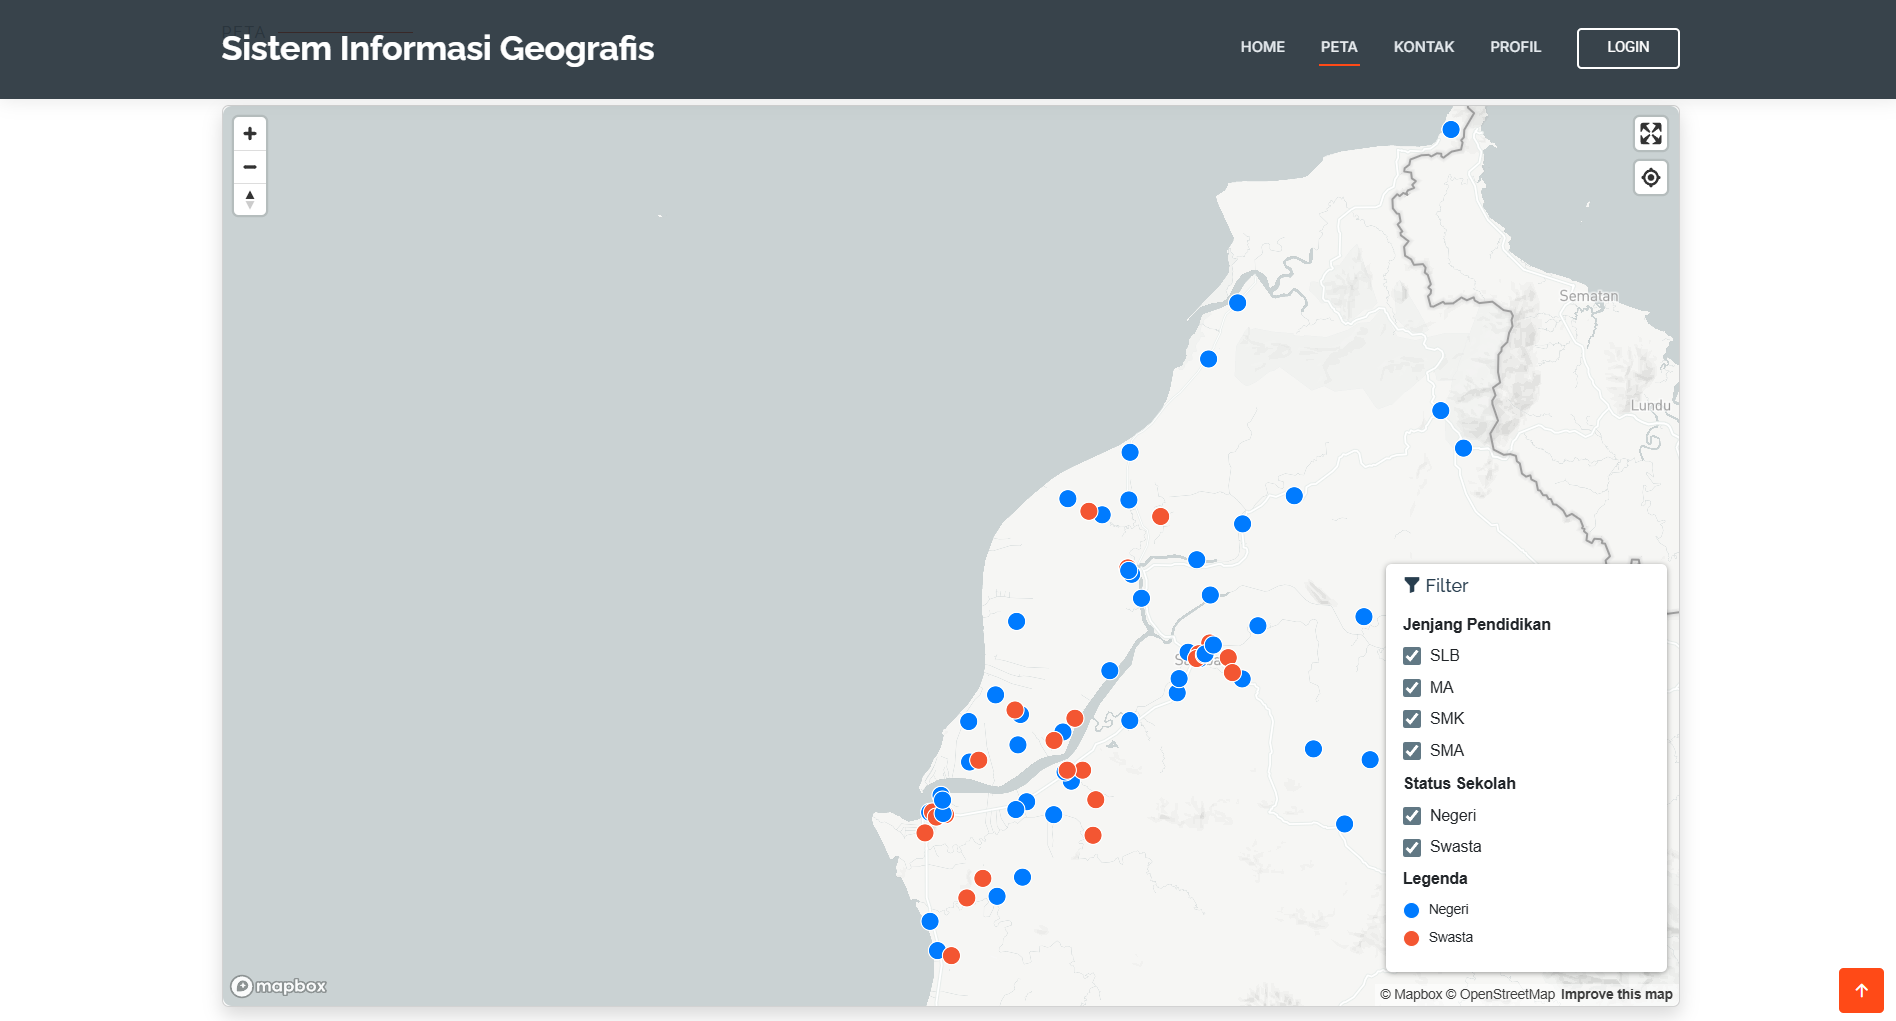 PETA
Sistem Informasi Geografis
HOME
PETA
KONTAK
PROFIL
LOGIN
Sematan
Lundu
Filter
Jenjang Pendidikan
SLB
MA
SMK
SMA
Status Sekolah
Negeri
Swasta
Legenda
Negeri
Swasta
mapbox
© Mapbox © OpenStreetMap Improve this map